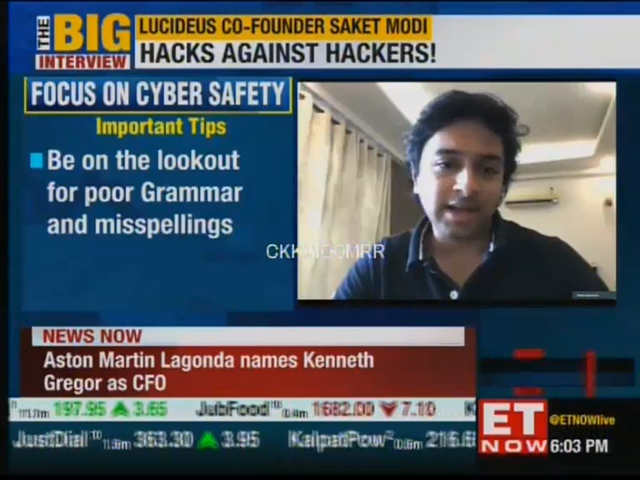 THE BIG INTERVIEW
LUCIDEUS CO-FOUNDER SAKET MODI
HACKS AGAINST HACKERS!
FOCUS ON CYBER SAFETY
Important Tips
Be on the lookout
for poor Grammar
and misspellings
NEWS NOW
Aston Martin Lagonda names Kenneth
Gregor as CFO
197.95 ▲ 3.65 JubFood 1682.00 ▼ 7.10
JustDial 363.30 ▲ 3.95 KalpatPow
ET
NOW
@ETNOWlive
6:03 PM